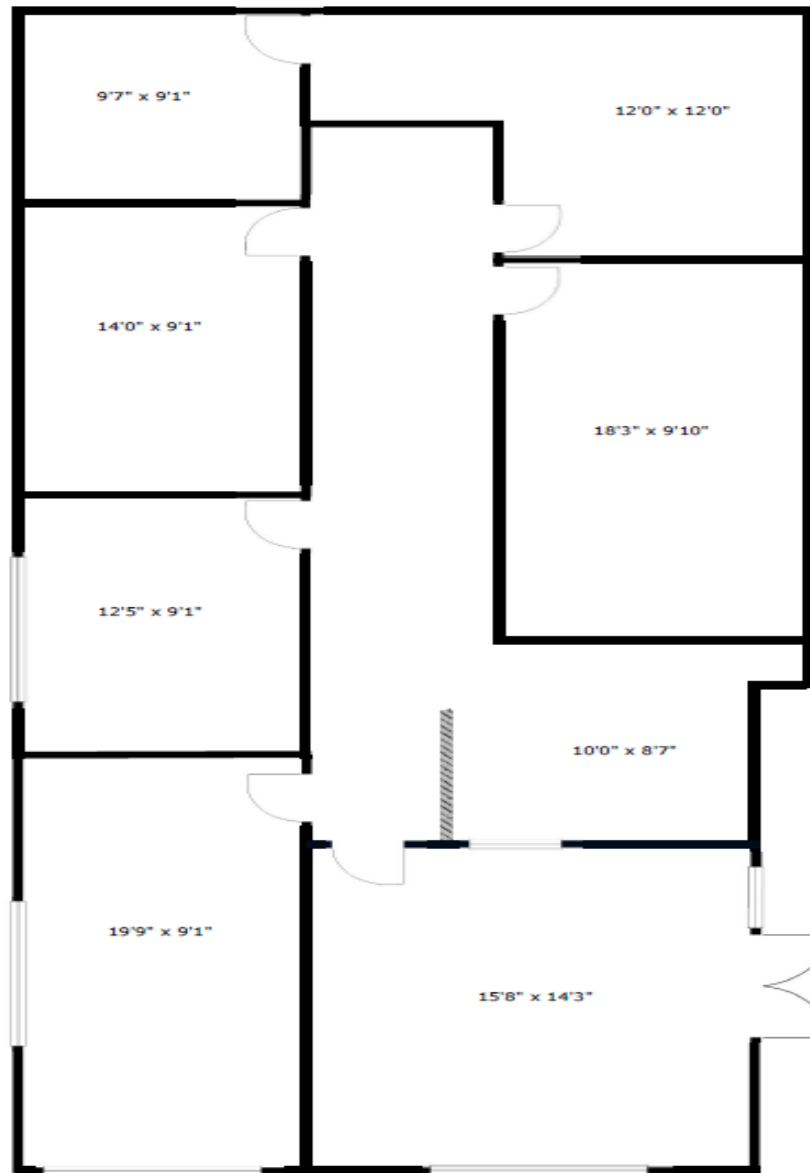 9'7" x 9'1"
12'0" x 12'0"
14'0" x 9'1"
18'3" x 9'10"
12'5" x 9'1"
10'0" x 8'7"
19'9" x 9'1"
15'8" x 14'3"